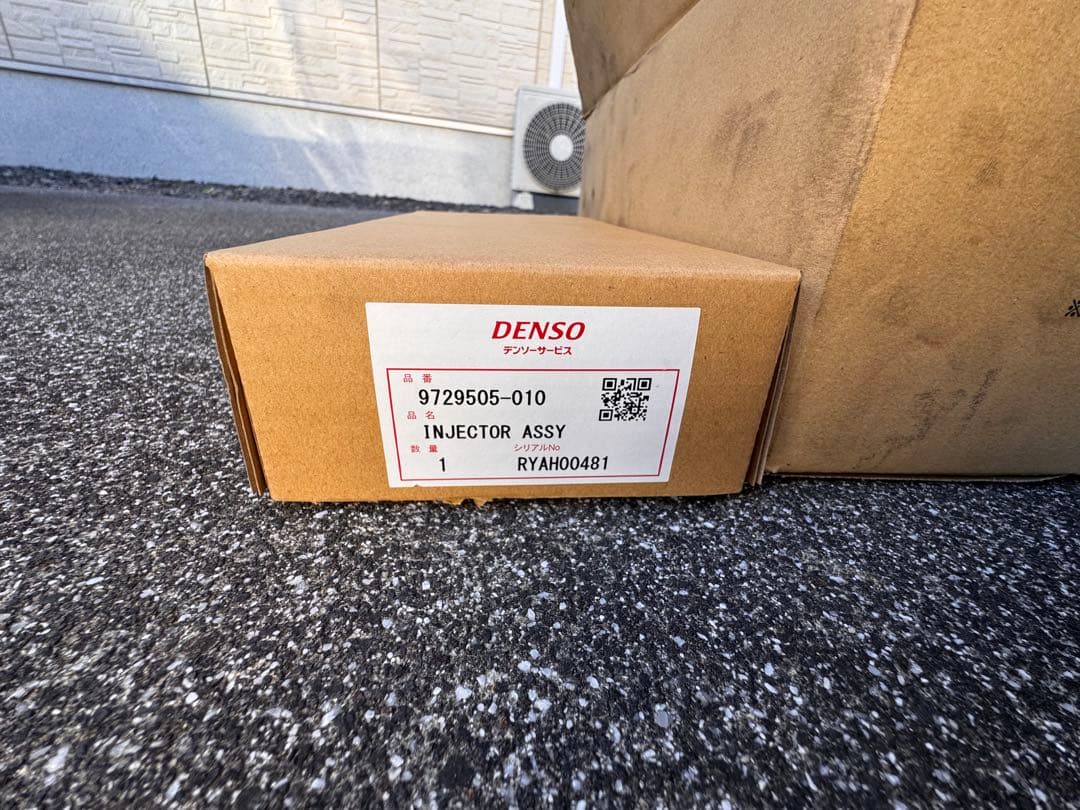 DENSO
デンソーサービス
品番
9729505-010
品名
INJECTOR ASSY
数量 シリアルNo
1 RYAH00481
※